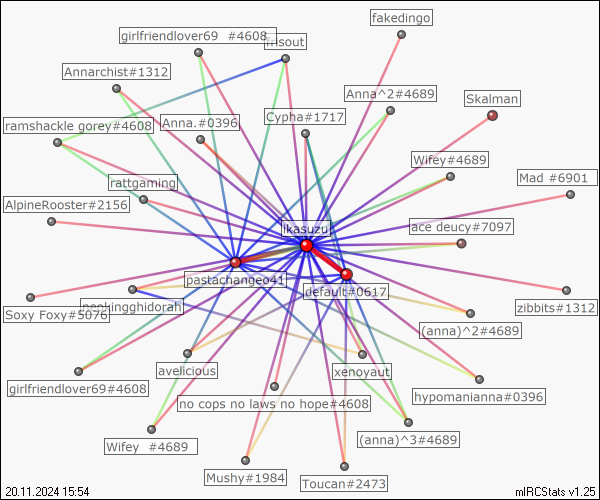 fakedingo
girlfriendlover69 #4608
frisout
Annarchist#1312
Anna^2#4689
Skalman
Cypha#1717
Anna.#0396
ramshackle gorey#4608
Wifey#4689
Mad #6901
rattgaming
AlpineRooster#2156
ace deucy#7097
ikasuzu
pastachangeo41
default#0617
zibbits#1312
Soxy Foxy#5076
(anna)^2#4689
avelicious
xenoyaut
girlfriendlover69#4608
hypomanianna#0396
no cops no laws no hope#4608
Wifey #4689
(anna)^3#4689
Mushy#1984
Toucan#2473
20.11.2024 15:54
mIRCStats v1.25